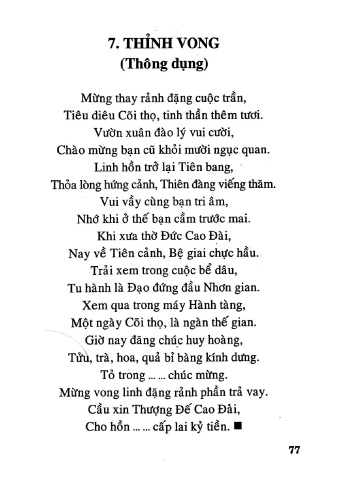 7. THỈNH VONG
(Thông dụng)
Mừng thay rảnh đặng cuộc trần,
Tiêu diêu Cõi thọ, tinh thần thêm tươi.
Vườn xuân đào lý vui cười,
Chào mừng bạn cũ khỏi mười ngục quan.
Linh hồn trở lại Tiên bang,
Thỏa lòng hứng cảnh, Thiên đàng viếng thăm.
Vui vầy cùng bạn tri âm,
Nhớ khi ở thế bạn cầm trước mai.
Khi xưa thờ Đức Cao Đài,
Nay về Tiên cảnh, Bệ giai chực hầu.
Trải xem trong cuộc bể dâu,
Tu hành là Đạo đứng đầu Nhơn gian.
Xem qua trong máy Hành tàng,
Một ngày Cõi thọ, là ngàn thế gian.
Giờ nay đăng chúc huy hoàng,
Tửu, trà, hoa, quả bỉ bàng kính dưng.
Tỏ trong ... ... chúc mừng.
Mừng vong linh đặng rảnh phần trả vay.
Cầu xin Thượng Đế Cao Đài,
Cho hồn ... ... cấp lai kỷ tiền. ■
77